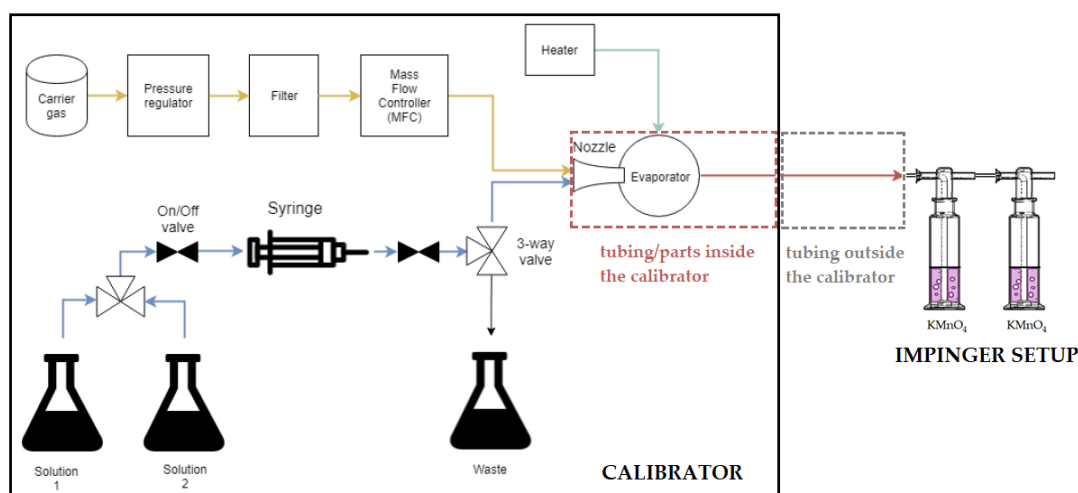 Heater
Carrier
gas
Pressure
regulator
Filter
Mass
Flow
Controller
(MFC)
Nozzle
Evaporator
On/Off
valve
Syringe
3-way
valve
tubing/parts inside
the calibrator
tubing outside
the calibrator
KMnO₄
KMnO₄
IMPINGER SETUP
Solution
1
Solution
2
Waste
CALIBRATOR